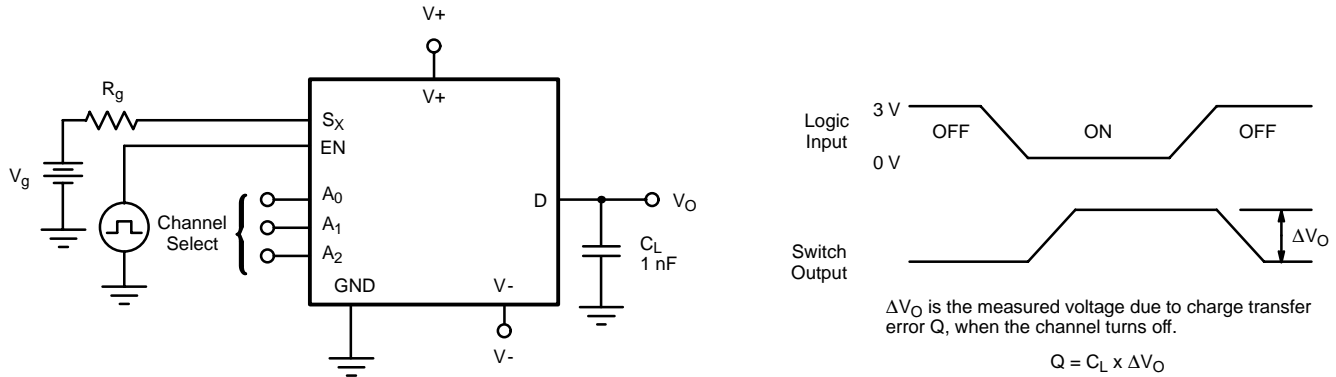 V+
V+
Rg
SX
EN
Vg
A0
A1
A2
Channel
Select
D
VO
CL
1 nF
GND
V-
V-
Logic
Input
3 V
0 V
OFF
ON
OFF
Switch
Output
ΔVO
ΔVO is the measured voltage due to charge transfer
error Q, when the channel turns off.
Q = CL x ΔVO